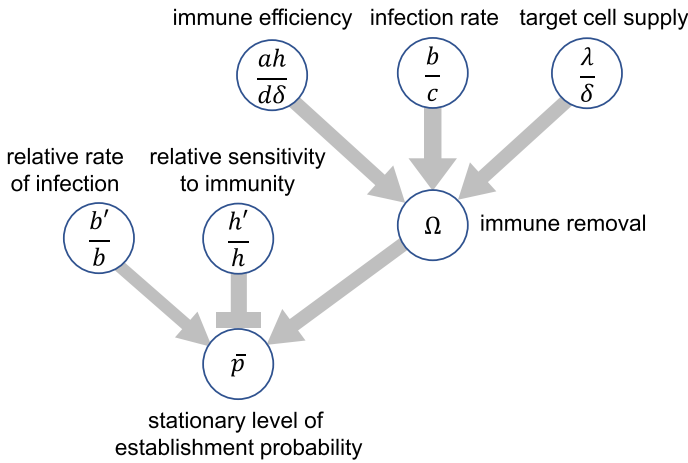 immune efficiency
infection rate
target cell supply
ah
dδ
b
c
λ
δ
relative rate
of infection
relative sensitivity
to immunity
b′
b
h′
h
Ω
immune removal
p̄
stationary level of
establishment probability